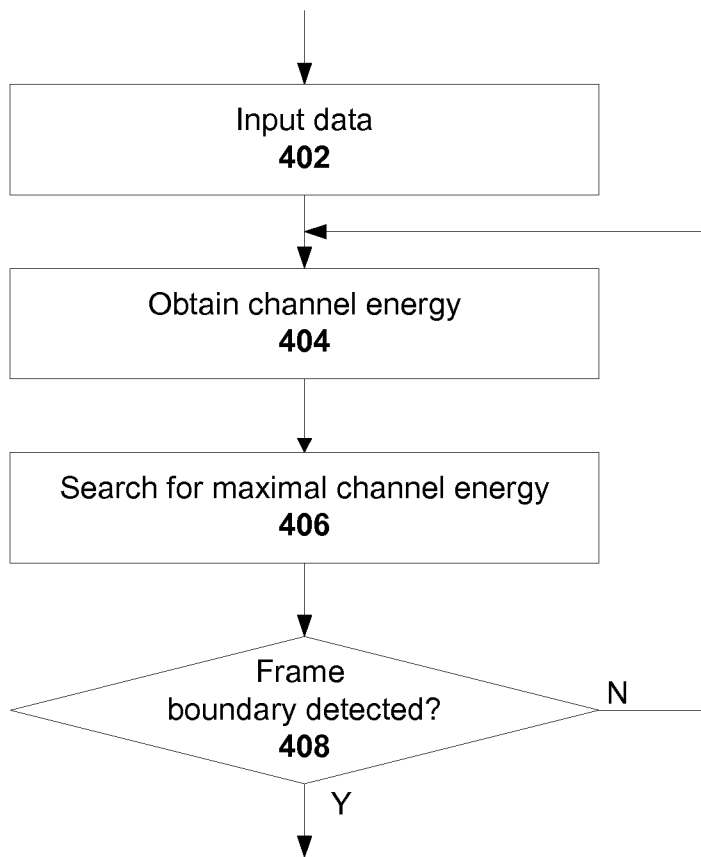 Input data
402
Obtain channel energy
404
Search for maximal channel energy
406
Frame
boundary detected?
408
N
Y